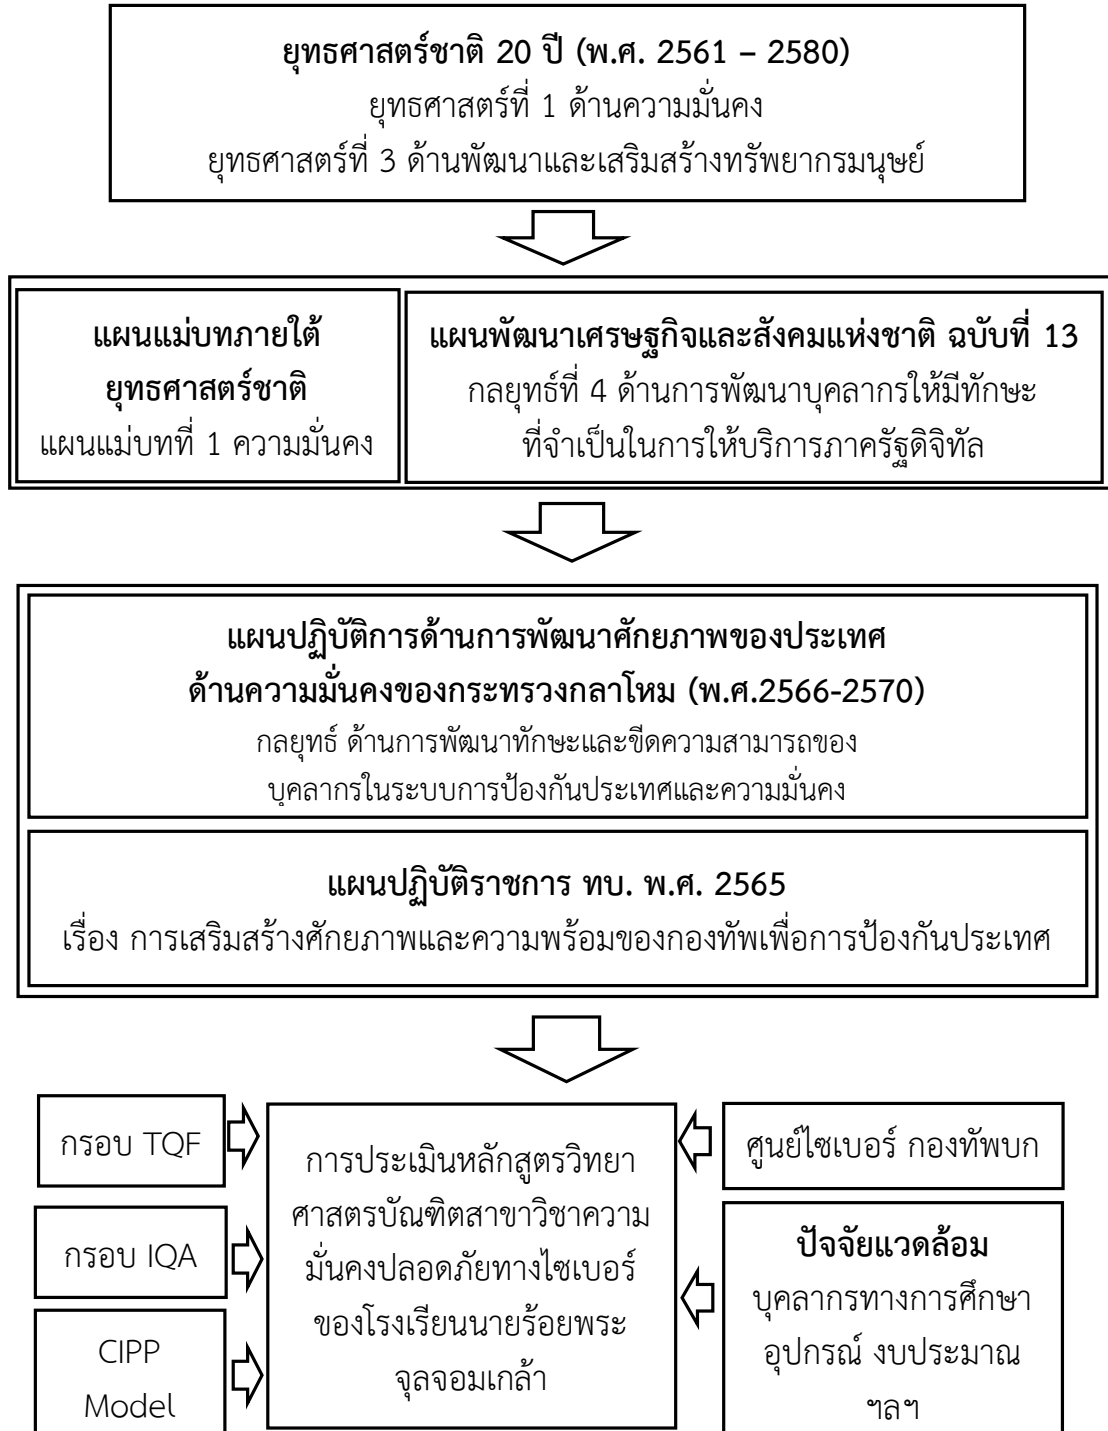 ยุทธศาสตร์ชาติ 20 ปี (พ.ศ. 2561 – 2580)
ยุทธศาสตร์ที่ 1 ด้านความมั่นคง
ยุทธศาสตร์ที่ 3 ด้านพัฒนาและเสริมสร้างทรัพยากรมนุษย์
แผนแม่บทภายใต้
ยุทธศาสตร์ชาติ
แผนแม่บทที่ 1 ความมั่นคง
แผนพัฒนาเศรษฐกิจและสังคมแห่งชาติ ฉบับที่ 13
กลยุทธ์ที่ 4 ด้านการพัฒนาบุคลากรให้มีทักษะ
ที่จำเป็นในการให้บริการภาครัฐดิจิทัล
แผนปฏิบัติการด้านการพัฒนาศักยภาพของประเทศ
ด้านความมั่นคงของกระทรวงกลาโหม (พ.ศ.2566-2570)
กลยุทธ์ ด้านการพัฒนาทักษะและขีดความสามารถของ
บุคลากรในระบบการป้องกันประเทศและความมั่นคง
แผนปฏิบัติราชการ ทบ. พ.ศ. 2565
เรื่อง การเสริมสร้างศักยภาพและความพร้อมของกองทัพเพื่อการป้องกันประเทศ
กรอบ TQF
กรอบ IQA
CIPP
Model
การประเมินหลักสูตรวิทยา
ศาสตรบัณฑิตสาขาวิชาความ
มั่นคงปลอดภัยทางไซเบอร์
ของโรงเรียนนายร้อยพระ
จุลจอมเกล้า
ศูนย์ไซเบอร์ กองทัพบก
ปัจจัยแวดล้อม
บุคลากรทางการศึกษา
อุปกรณ์ งบประมาณ
ฯลฯ